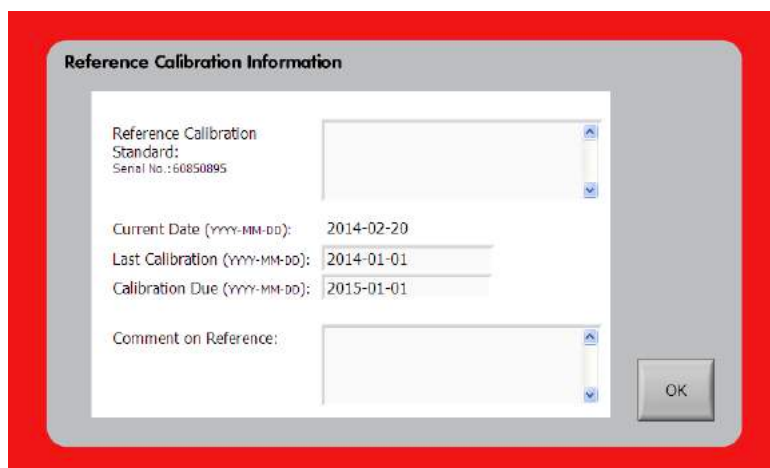 Reference Calibration Information
Reference Calibration
Standard:
Serial No.:60850895
Current Date (YYYY-MM-DD): 2014-02-20
Last Calibration (YYYY-MM-DD): 2014-01-01
Calibration Due (YYYY-MM-DD): 2015-01-01
Comment on Reference:
OK